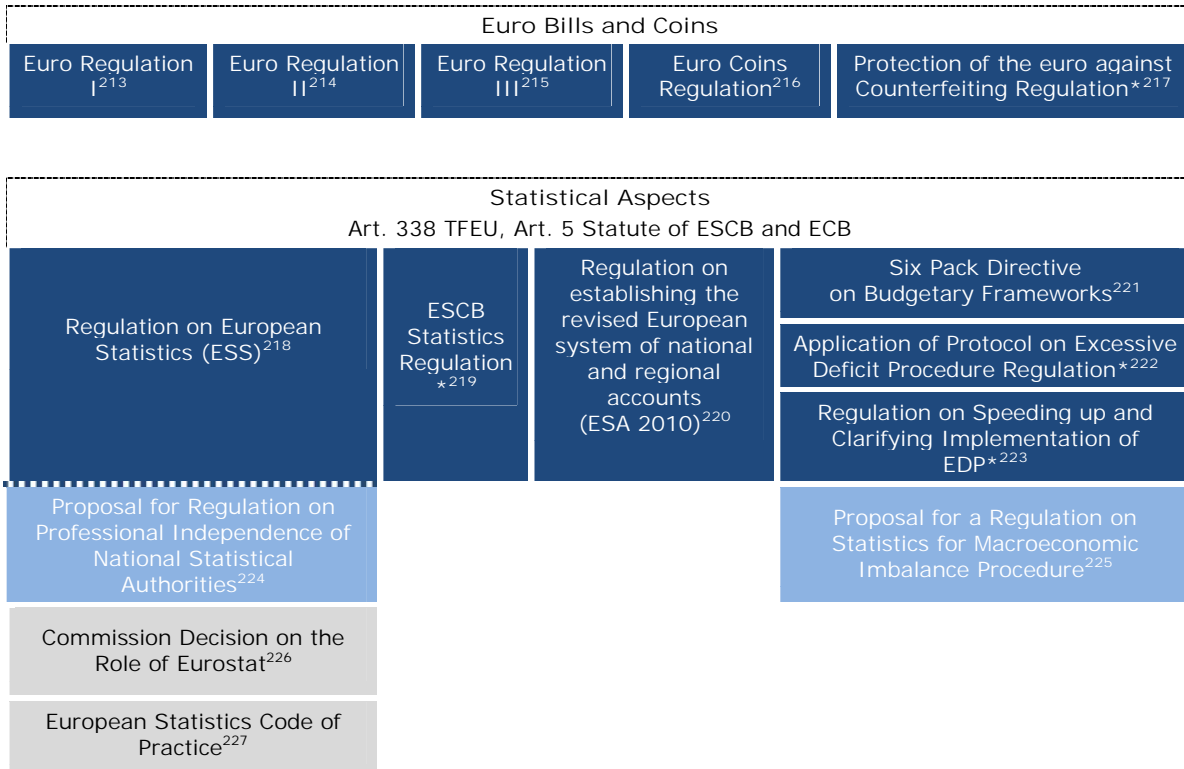 Euro Bills and Coins
Euro Regulation
I213
Euro Regulation
II214
Euro Regulation
III215
Euro Coins
Regulation216
Protection of the euro against
Counterfeiting Regulation*217
Statistical Aspects
Art. 338 TFEU, Art. 5 Statute of ESCB and ECB
Regulation on European
Statistics (ESS)218
ESCB
Statistics
Regulation
*219
Regulation on
establishing the
revised European
system of national
and regional
accounts
(ESA 2010)220
Six Pack Directive
on Budgetary Frameworks221
Application of Protocol on Excessive
Deficit Procedure Regulation*222
Regulation on Speeding up and
Clarifying Implementation of
EDP*223
Proposal for Regulation on
Professional Independence of
National Statistical
Authorities224
Proposal for a Regulation on
Statistics for Macroeconomic
Imbalance Procedure225
Commission Decision on the
Role of Eurostat226
European Statistics Code of
Practice227